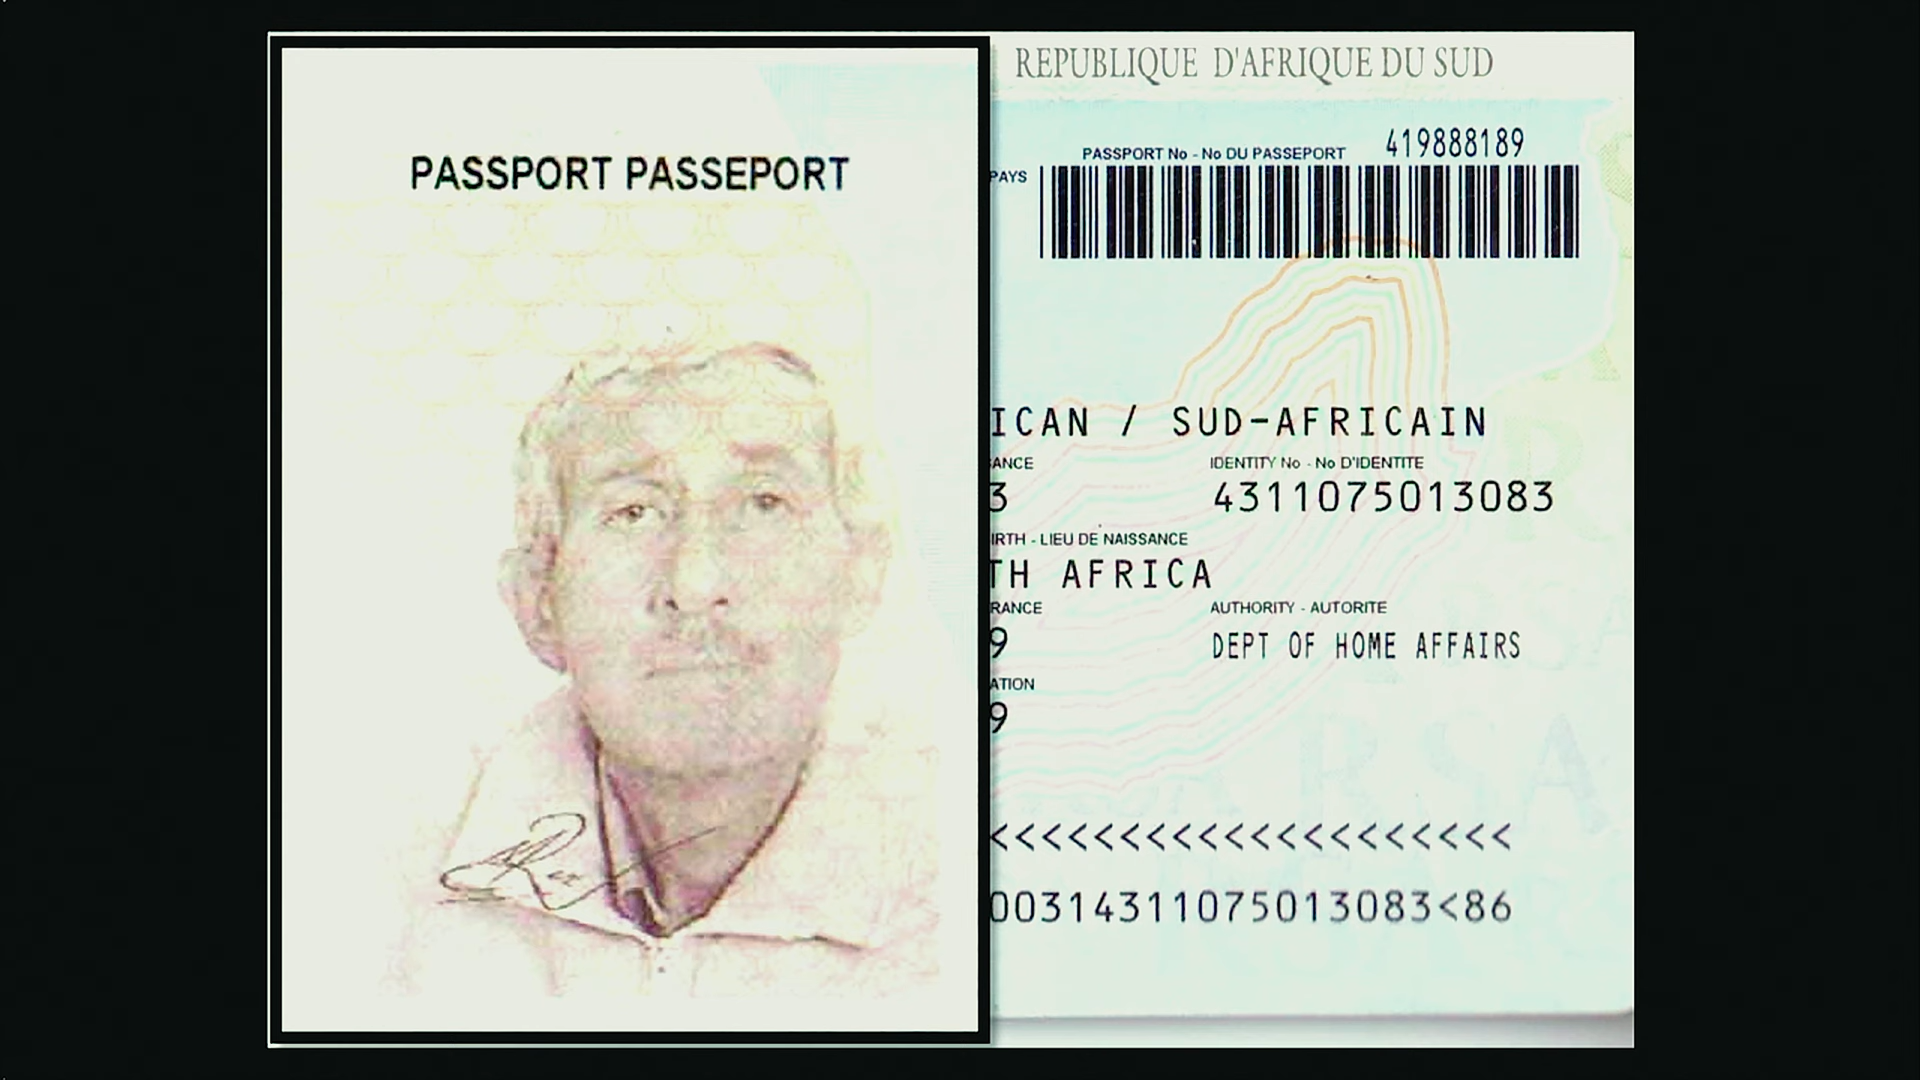 REPUBLIQUE D'AFRIQUE DU SUD
PASSPORT PASSEPORT
PASSPORT No - No DU PASSEPORT 419888189
PAYS
ICAN / SUD-AFRICAIN
ANCE IDENTITY No - No D'IDENTITE
3 4311075013083
IRTH - LIEU DE NAISSANCE
TH AFRICA
RANCE AUTHORITY - AUTORITE
9 DEPT OF HOME AFFAIRS
ATION
9
RSA
<<<<<<<<<<<<<<<<<<<<
00314311075013083<86